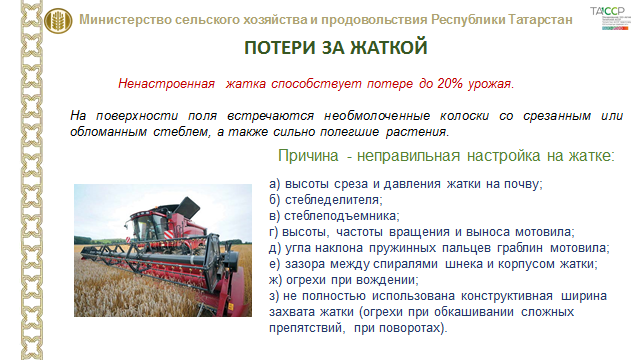 Министерство сельского хозяйства и продовольствия Республики Татарстан
ТАССР
ПОТЕРИ ЗА ЖАТКОЙ
Ненастроенная жатка способствует потере до 20% урожая.
На поверхности поля встречаются необмолоченные колоски со срезанным или
обломанным стеблем, а также сильно полегшие растения.
Причина - неправильная настройка на жатке:
а) высоты среза и давления жатки на почву;
б) стебледелителя;
в) стеблеподъемника;
г) высоты, частоты вращения и выноса мотовила;
д) угла наклона пружинных пальцев граблин мотовила;
е) зазора между спиралями шнека и корпусом жатки;
ж) огрехи при вождении;
з) не полностью использована конструктивная ширина
захвата жатки (огрехи при обкашивании сложных
препятствий, при поворотах).